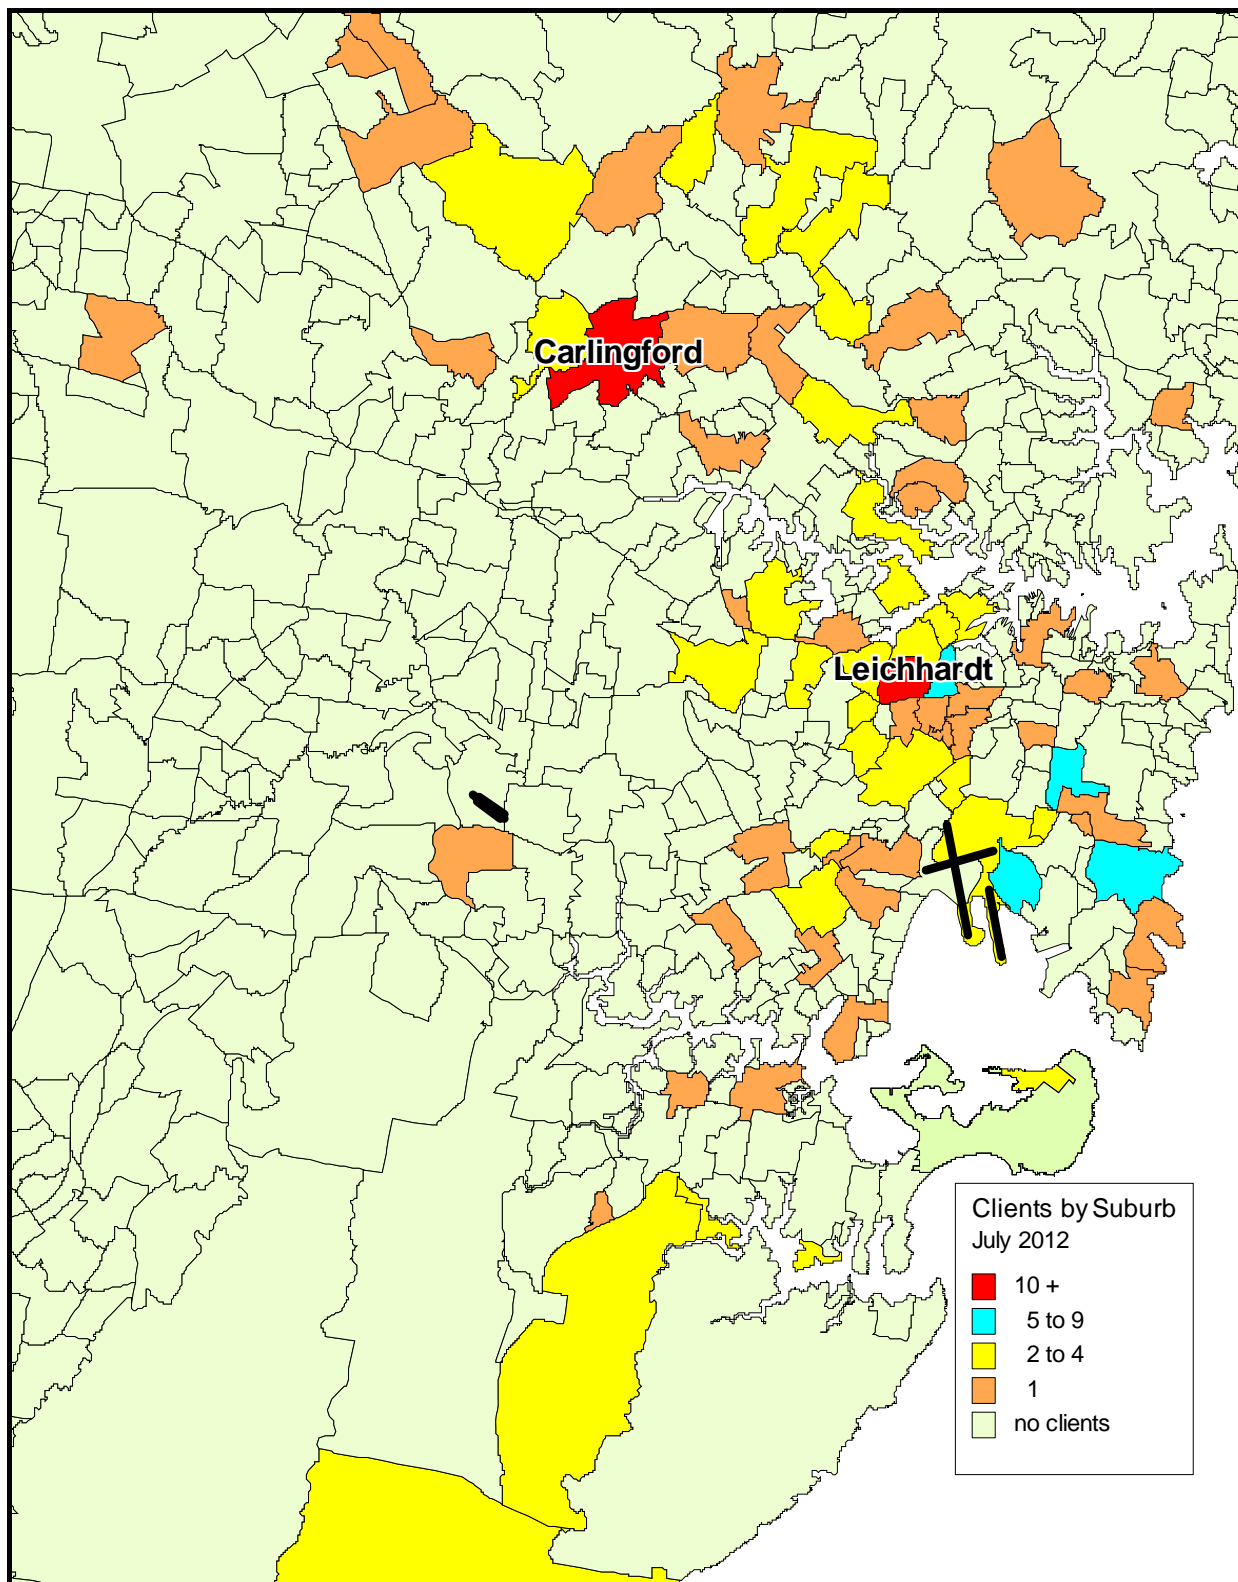 Carlingford
Leichhardt
Clients by Suburb
July 2012
10 +
5 to 9
2 to 4
1
no clients